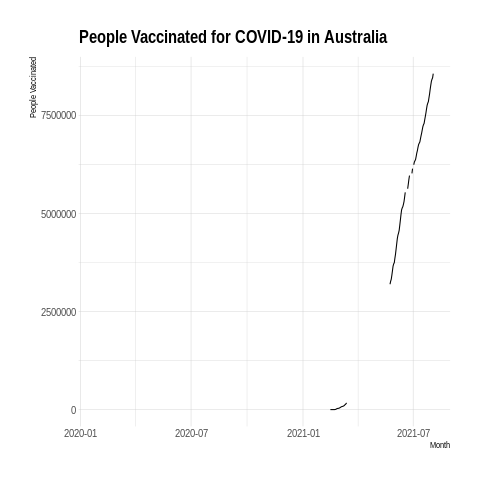 People Vaccinated for COVID-19 in Australia
People Vaccinated
7500000
5000000
2500000
0
2020-01 2020-07 2021-01 2021-07
Month